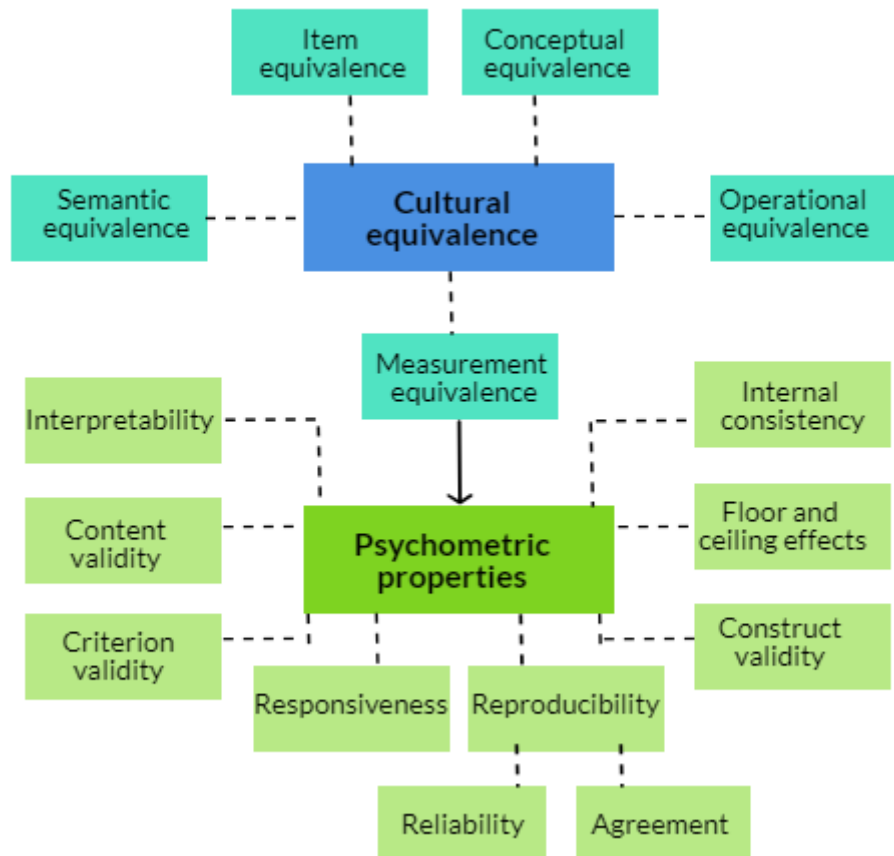 Item
equivalence
Conceptual
equivalence
Semantic
equivalence
Cultural
equivalence
Operational
equivalence
Measurement
equivalence
Interpretability
Internal
consistency
Content
validity
Psychometric
properties
Floor and
ceiling effects
Criterion
validity
Construct
validity
Responsiveness
Reproducibility
Reliability
Agreement